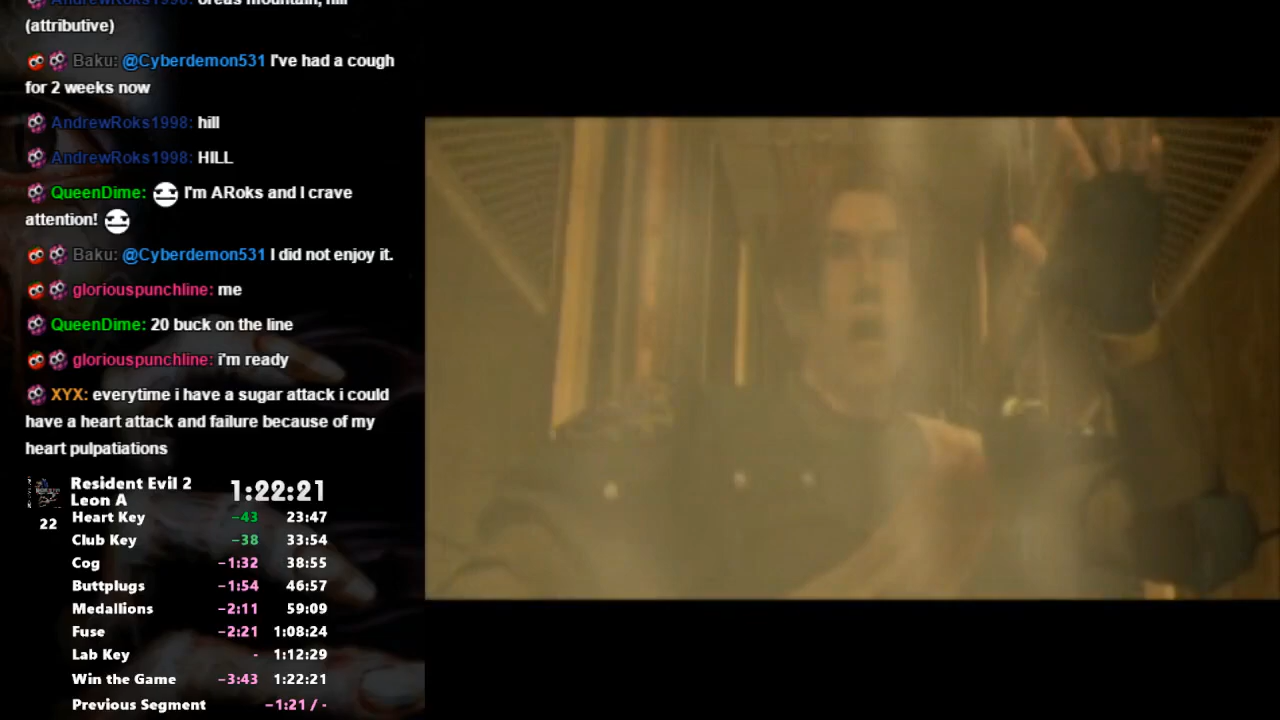 AndrewRoks1998: oreas mountain, hill
(attributive)
Baku: @Cyberdemon531 I've had a cough
for 2 weeks now
AndrewRoks1998: hill
AndrewRoks1998: HILL
QueenDime: I'm ARoks and I crave
attention!
Baku: @Cyberdemon531 I did not enjoy it.
gloriouspunchline: me
QueenDime: 20 buck on the line
gloriouspunchline: i'm ready
XYX: everytime i have a sugar attack i could
have a heart attack and failure because of my
heart pulpatiations
Resident Evil 2
Leon A 1:22:21
22
Heart Key -43 23:47
Club Key -38 33:54
Cog -1:32 38:55
Buttplugs -1:54 46:57
Medallions -2:11 59:09
Fuse -2:21 1:08:24
Lab Key - 1:12:29
Win the Game -3:43 1:22:21
Previous Segment -1:21 / -